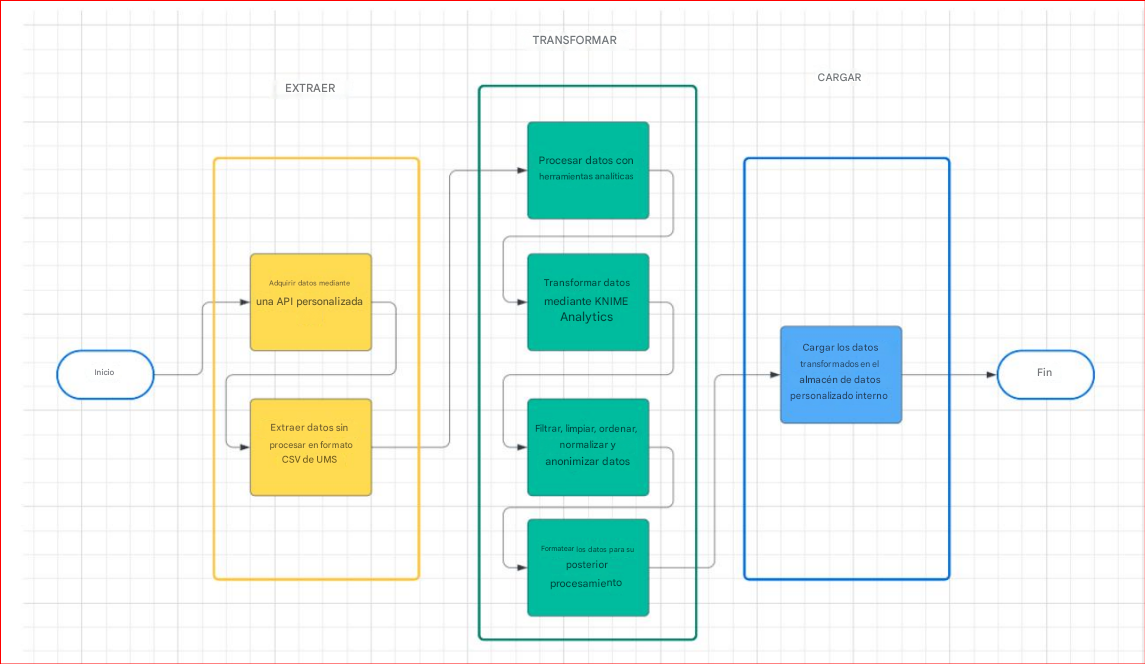 TRANSFORMAR
CARGAR
EXTRAER
Procesar datos con
herramientas analíticas
Adquirir datos mediante
una API personalizada
Transformar datos
mediante KNIME
Analytics
Inicio
Cargar los datos
transformados en el
almacén de datos
personalizado interno
Fin
Extraer datos sin
procesar en formato
CSV de UMS
Filtrar, limpiar, ordenar,
normalizar y
anonimizar datos
Formatear los datos para su
posterior
procesamiento